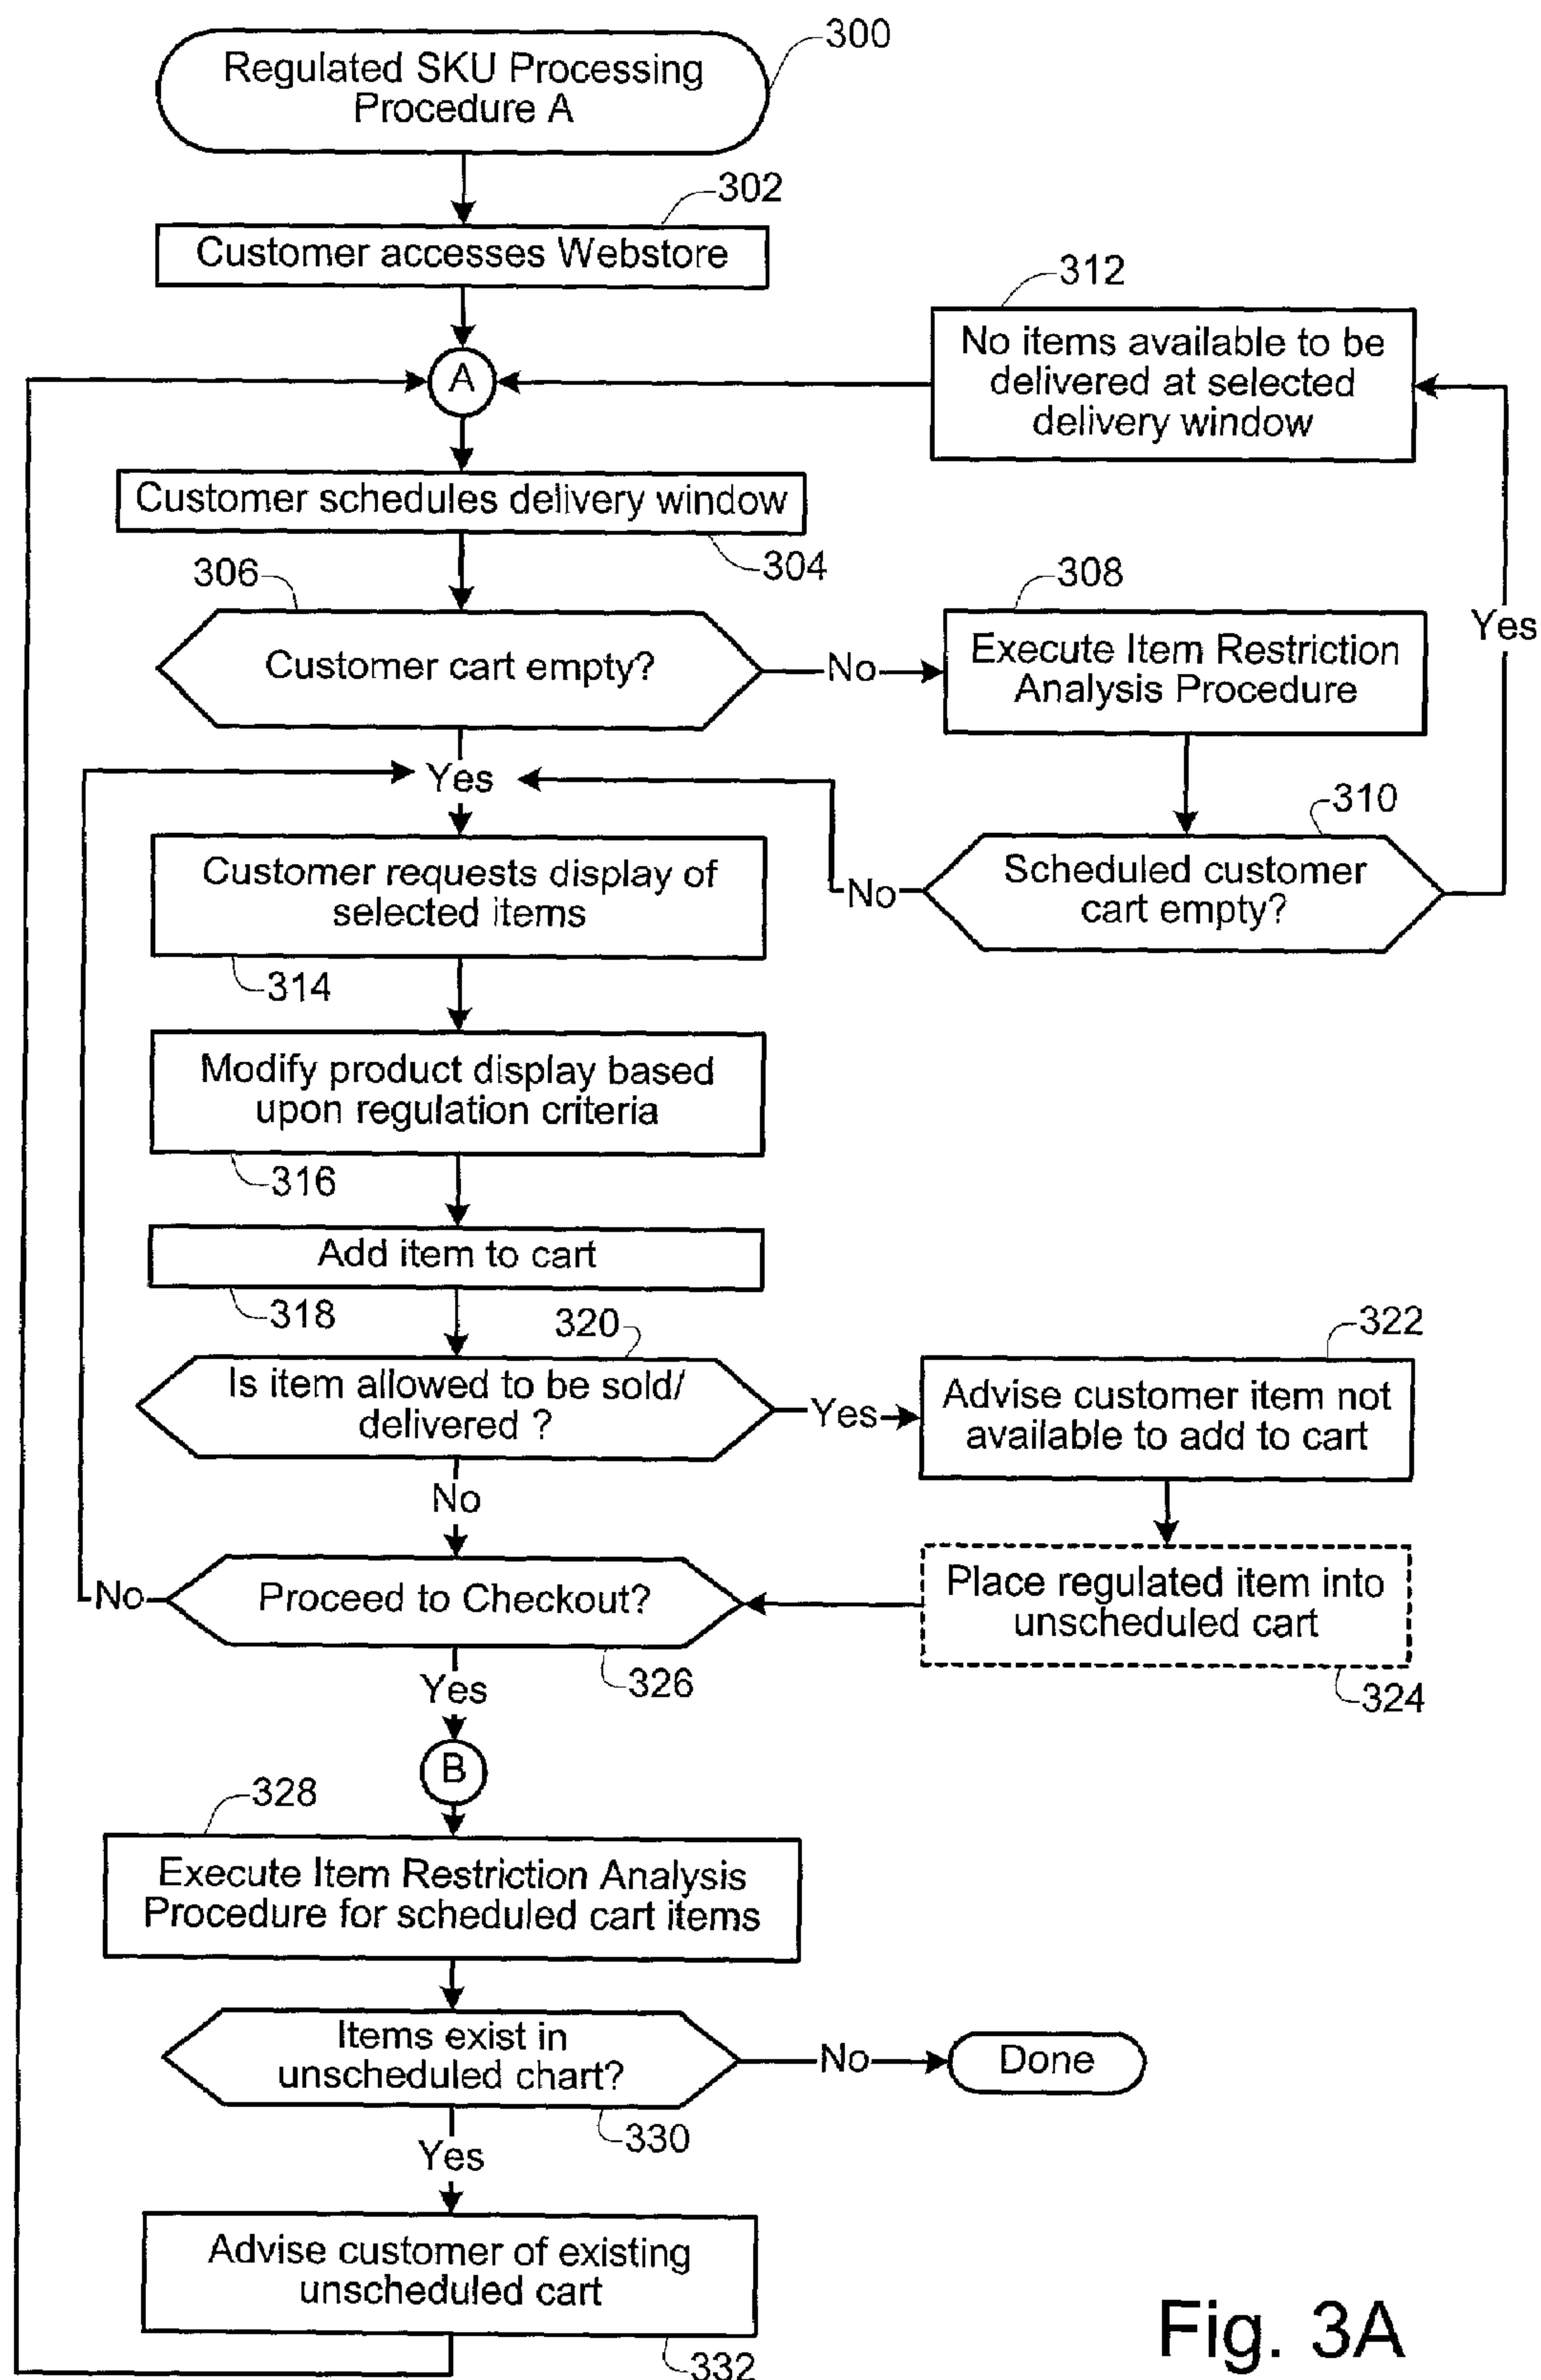 300
Regulated SKU Processing
Procedure A
302
Customer accesses Webstore
312
No items available to be
delivered at selected
delivery window
A
Customer schedules delivery window
304
306
Customer cart empty?
No
308
Execute Item Restriction
Analysis Procedure
Yes
Yes
310
Scheduled customer
cart empty?
No
Customer requests display of
selected items
314
Modify product display based
upon regulation criteria
316
Add item to cart
318
320
Is item allowed to be sold/
delivered ?
Yes
322
Advise customer item not
available to add to cart
No
Place regulated item into
unscheduled cart
324
Proceed to Checkout?
No
326
Yes
B
328
Execute Item Restriction Analysis
Procedure for scheduled cart items
Items exist in
unscheduled chart?
No
Done
330
Yes
Advise customer of existing
unscheduled cart
332
Fig. 3A